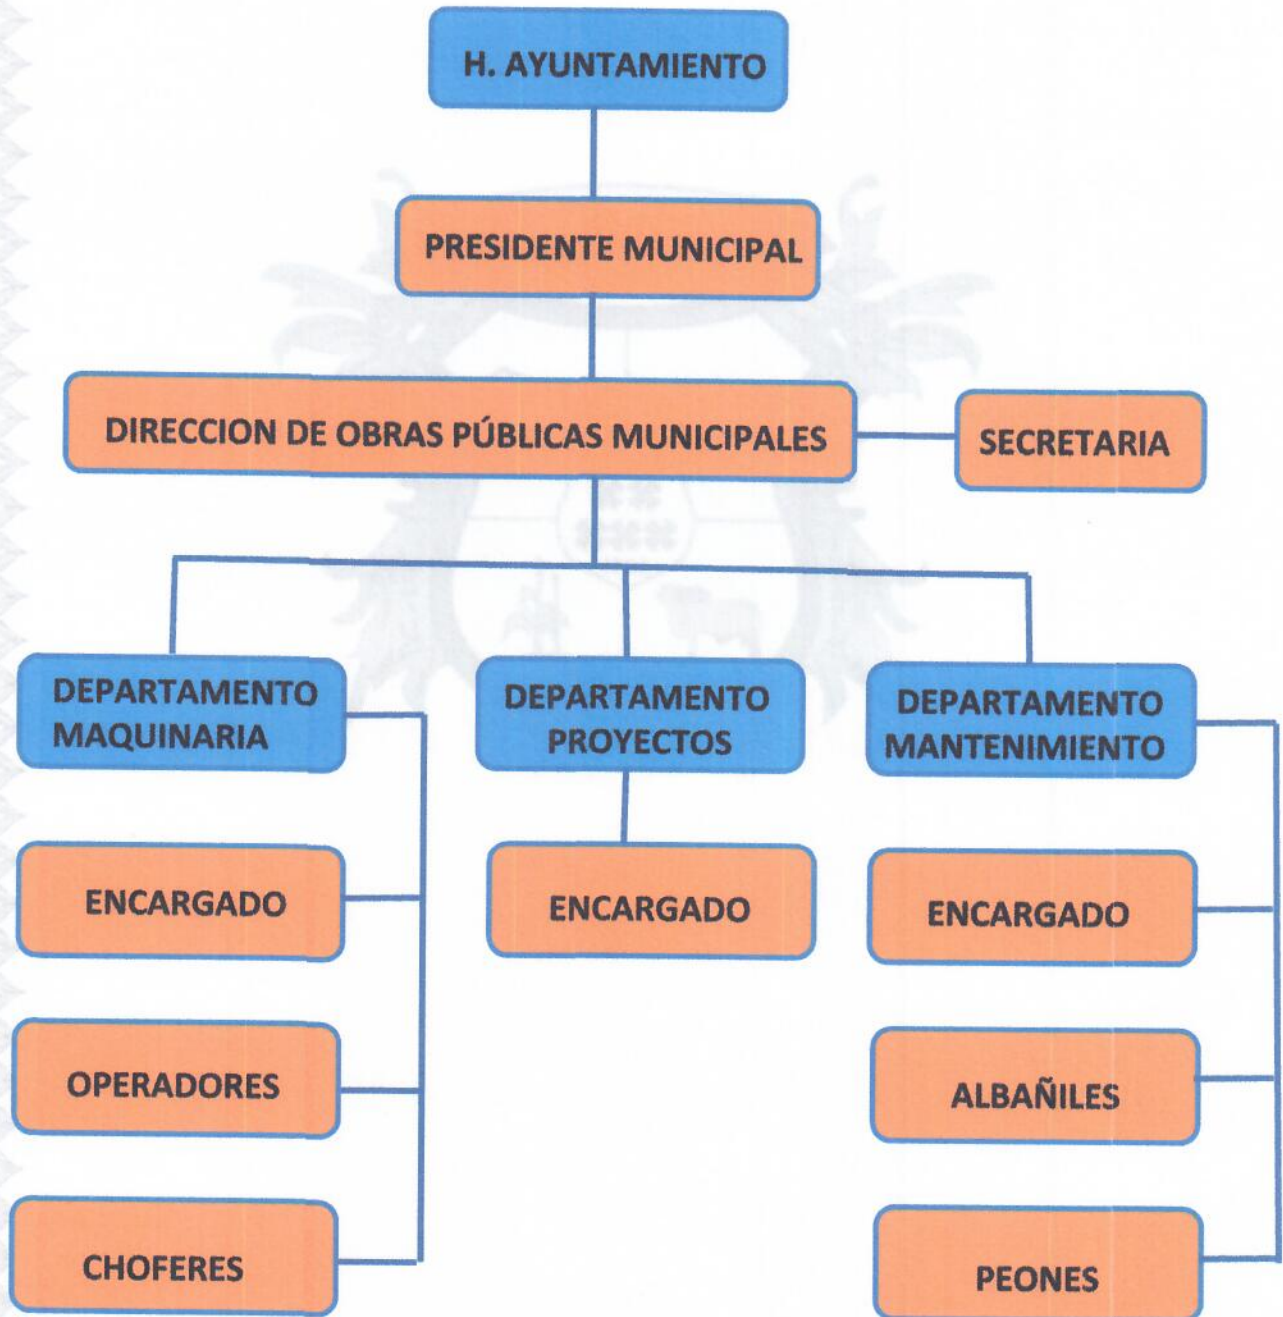 H. AYUNTAMIENTO
PRESIDENTE MUNICIPAL
DIRECCION DE OBRAS PÚBLICAS MUNICIPALES
SECRETARIA
DEPARTAMENTO
MAQUINARIA
DEPARTAMENTO
PROYECTOS
DEPARTAMENTO
MANTENIMIENTO
ENCARGADO
ENCARGADO
ENCARGADO
OPERADORES
ALBAÑILES
CHOFERES
PEONES